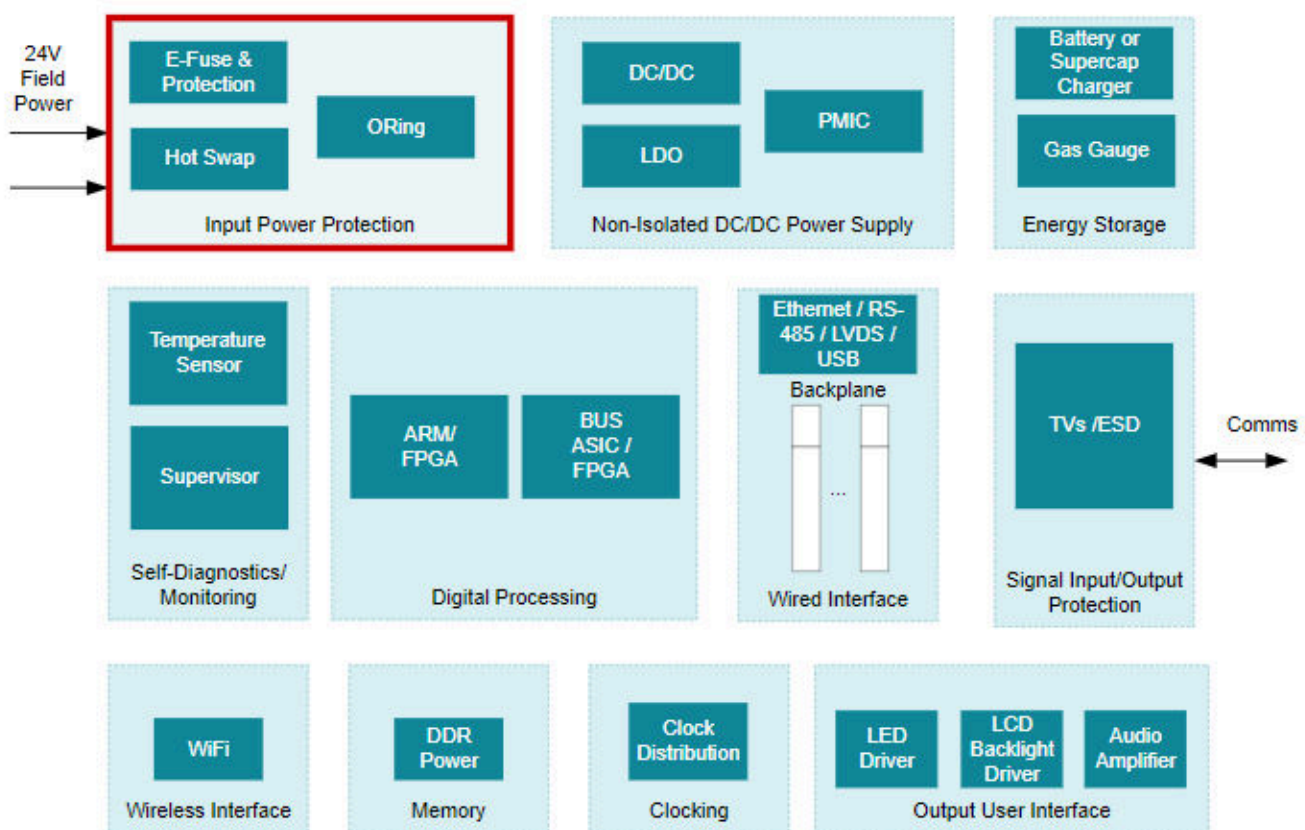 24V
Field
Power
E-Fuse &
Protection
Hot Swap
ORing
Input Power Protection
DC/DC
LDO
PMIC
Non-Isolated DC/DC Power Supply
Battery or
Supercap
Charger
Gas Gauge
Energy Storage
Temperature
Sensor
Supervisor
Self-Diagnostics/
Monitoring
ARM/
FPGA
BUS
ASIC /
FPGA
Digital Processing
Ethernet / RS-
485 / LVDS /
USB
Backplane
...
Wired Interface
TVs /ESD
Signal Input/Output
Protection
Comms
WiFi
Wireless Interface
DDR
Power
Memory
Clock
Distribution
Clocking
LED
Driver
LCD
Backlight
Driver
Audio
Amplifier
Output User Interface